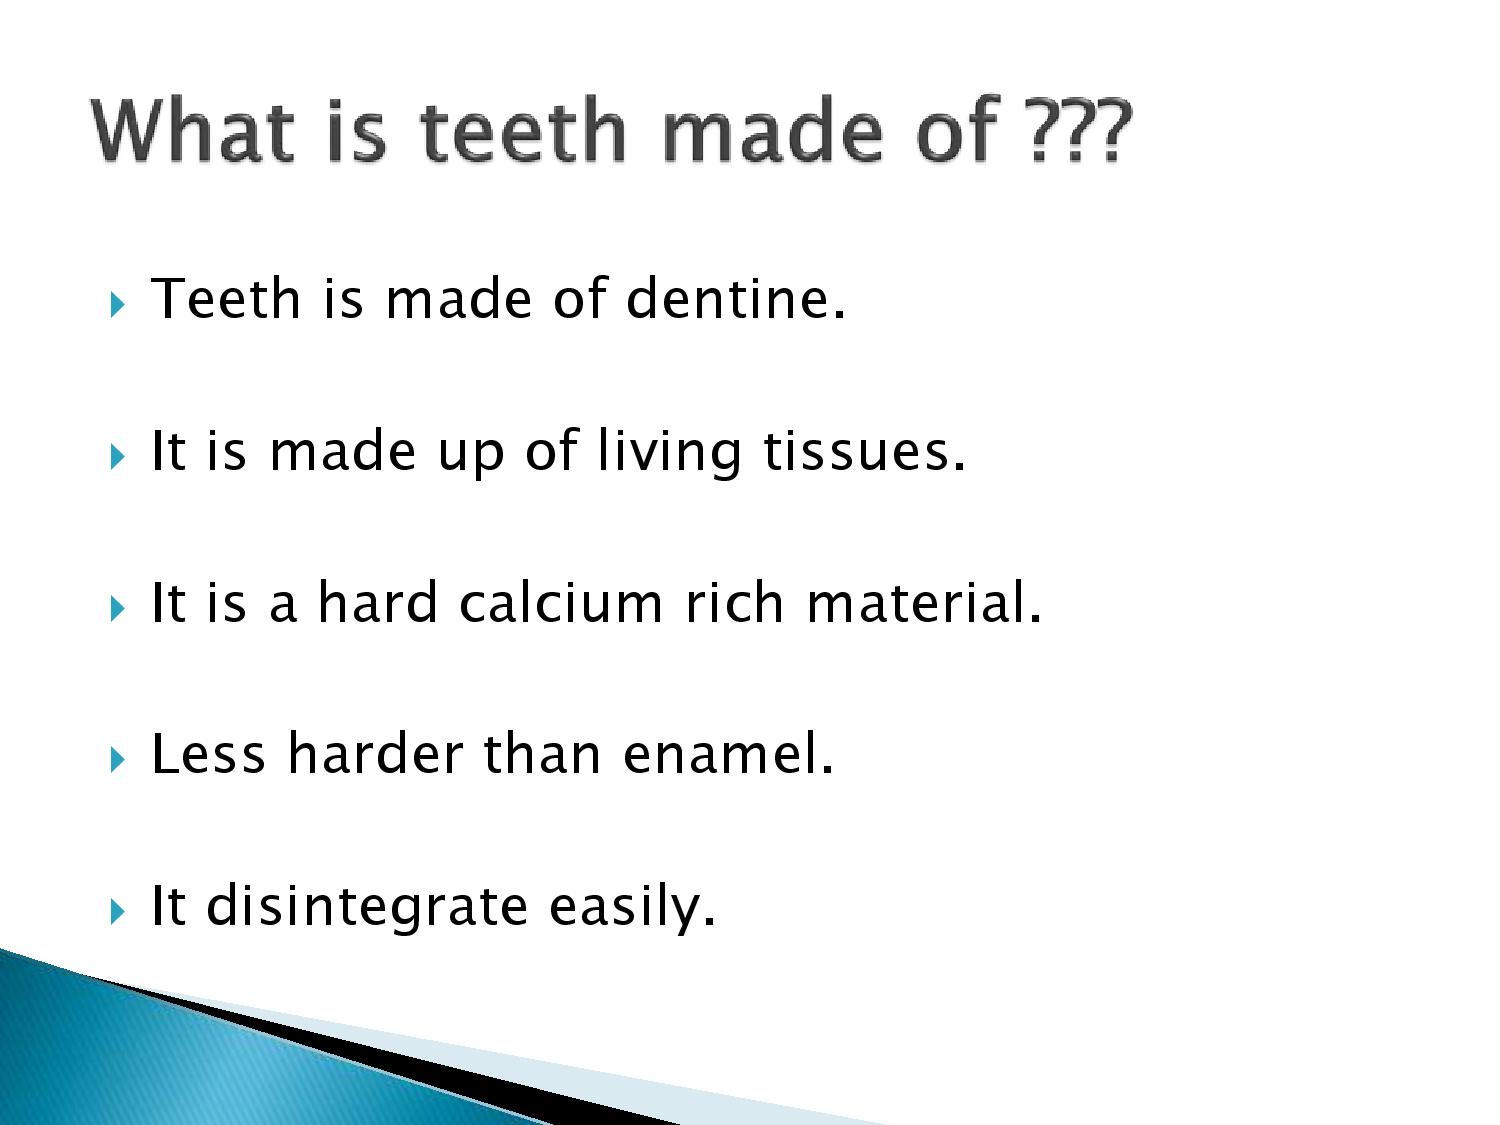 What is teeth made of ???
Teeth is made of dentine.
It is made up of living tissues.
It is a hard calcium rich material.
Less harder than enamel.
It disintegrate easily.